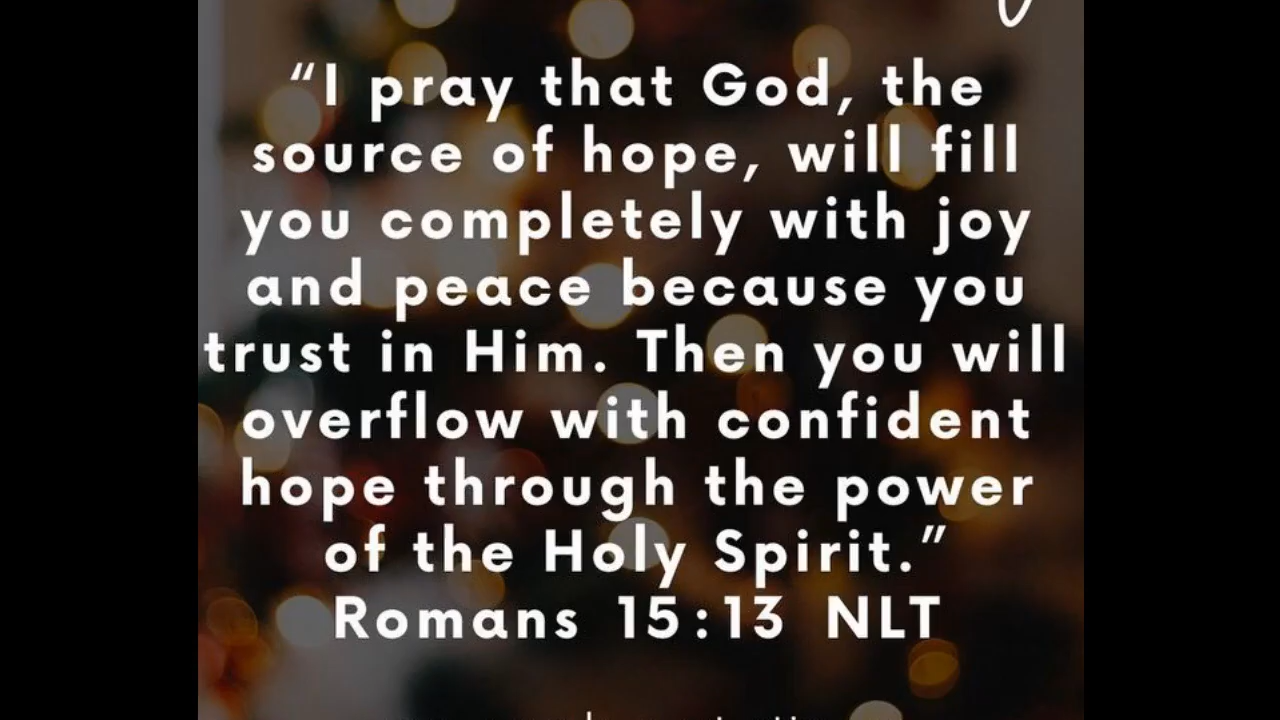 “I pray that God, the
source of hope, will fill
you completely with joy
and peace because you
trust in Him. Then you will
overflow with confident
hope through the power
of the Holy Spirit.”
Romans 15:13 NLT